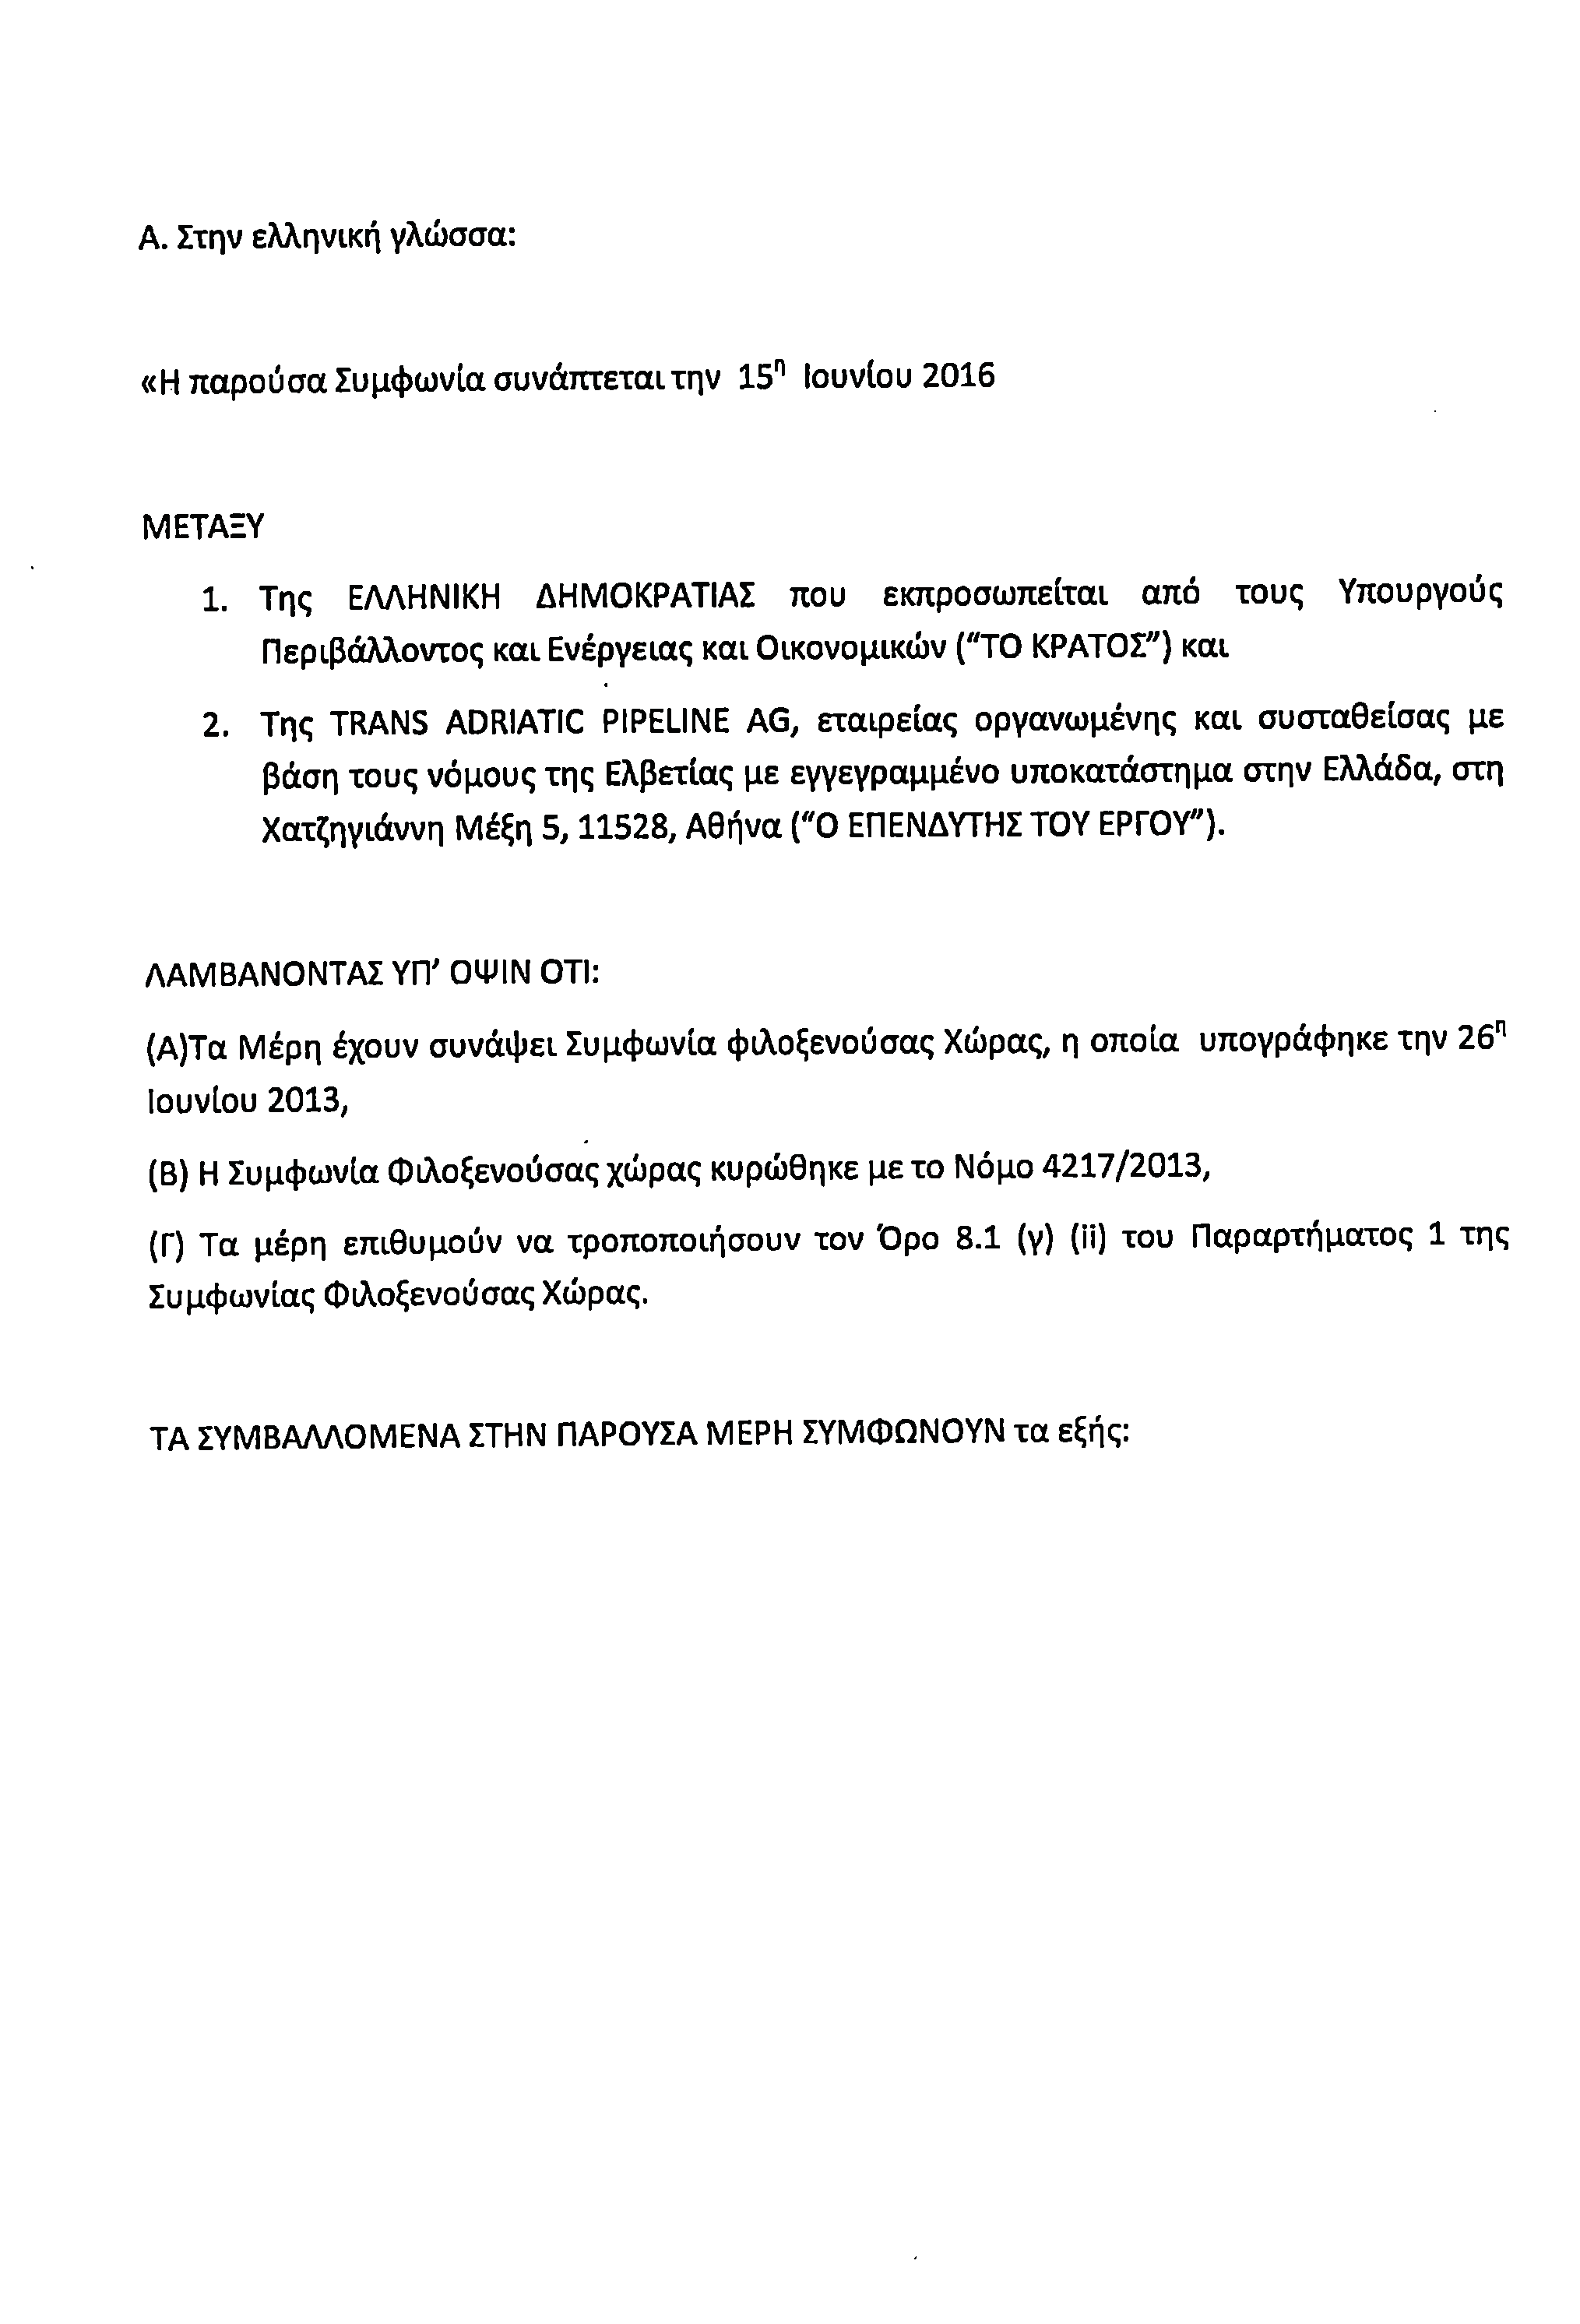 Α. Στην ελληνική γλώσσα:
«Η παρούσα Συμφωνία συνάπτεται την 15η Ιουνίου 2016
ΜΕΤΑΞΥ
1. Της ΕΛΛΗΝΙΚΗ ΔΗΜΟΚΡΑΤΙΑΣ που εκπροσωπείται από τους Υπουργούς
Περιβάλλοντος και Ενέργειας και Οικονομικών (“ΤΟ ΚΡΑΤΟΣ”) και
2. Της TRANS ADRIATIC PIPELINE AG, εταιρείας οργανωμένης και συσταθείσας με
βάση τους νόμους της Ελβετίας με εγγεγραμμένο υποκατάστημα στην Ελλάδα, στη
Χατζηγιάννη Μέξη 5, 11528, Αθήνα (“Ο ΕΠΕΝΔΥΤΗΣ ΤΟΥ ΕΡΓΟΥ”).
ΛΑΜΒΑΝΟΝΤΑΣ ΥΠ’ ΟΨΙΝ ΟΤΙ:
(Α)Τα Μέρη έχουν συνάψει Συμφωνία φιλοξενούσας Χώρας, η οποία υπογράφηκε την 26η
Ιουνίου 2013,
(Β) Η Συμφωνία Φιλοξενούσας χώρας κυρώθηκε με το Νόμο 4217/2013,
(Γ) Τα μέρη επιθυμούν να τροποποιήσουν τον Όρο 8.1 (γ) (ii) του Παραρτήματος 1 της
Συμφωνίας Φιλοξενούσας Χώρας.
ΤΑ ΣΥΜΒΑΛΛΟΜΕΝΑ ΣΤΗΝ ΠΑΡΟΥΣΑ ΜΕΡΗ ΣΥΜΦΩΝΟΥΝ τα εξής: